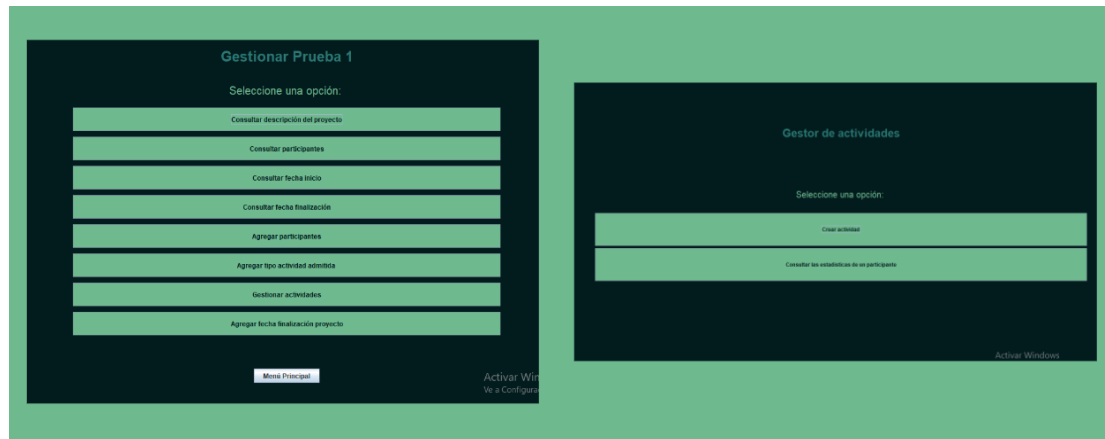 Gestionar Prueba 1
Seleccione una opción:
Consultar descripción del proyecto
Consultar participantes
Consultar fecha inicio
Consultar fecha finalización
Agregar participantes
Agregar tipo actividad admitida
Gestionar actividades
Agregar fecha finalización proyecto
Menú Principal
Activar Win
Ve a Configura
Gestor de actividades
Seleccione una opción:
Crear actividad
Consultar las estadísticas de un participante
Activar Windows